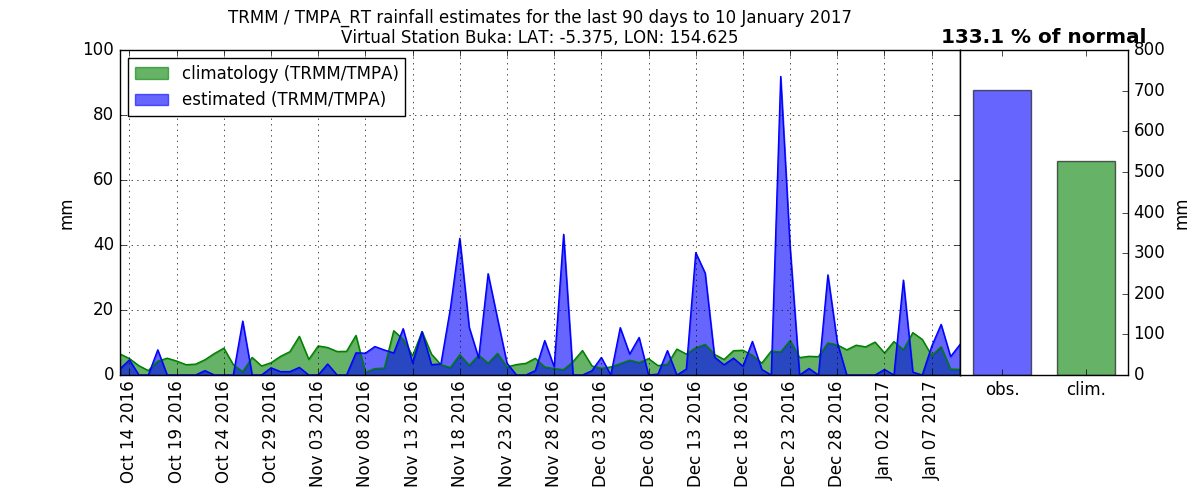 TRMM / TMPA_RT rainfall estimates for the last 90 days to 10 January 2017
Virtual Station Buka: LAT: -5.375, LON: 154.625
133.1 % of normal
climatology (TRMM/TMPA)
estimated (TRMM/TMPA)
100
80
60
40
20
0
mm
Oct 14 2016
Oct 19 2016
Oct 24 2016
Oct 29 2016
Nov 03 2016
Nov 08 2016
Nov 13 2016
Nov 18 2016
Nov 23 2016
Nov 28 2016
Dec 03 2016
Dec 08 2016
Dec 13 2016
Dec 18 2016
Dec 23 2016
Dec 28 2016
Jan 02 2017
Jan 07 2017
800
700
600
500
400
300
200
100
0
mm
obs.
clim.